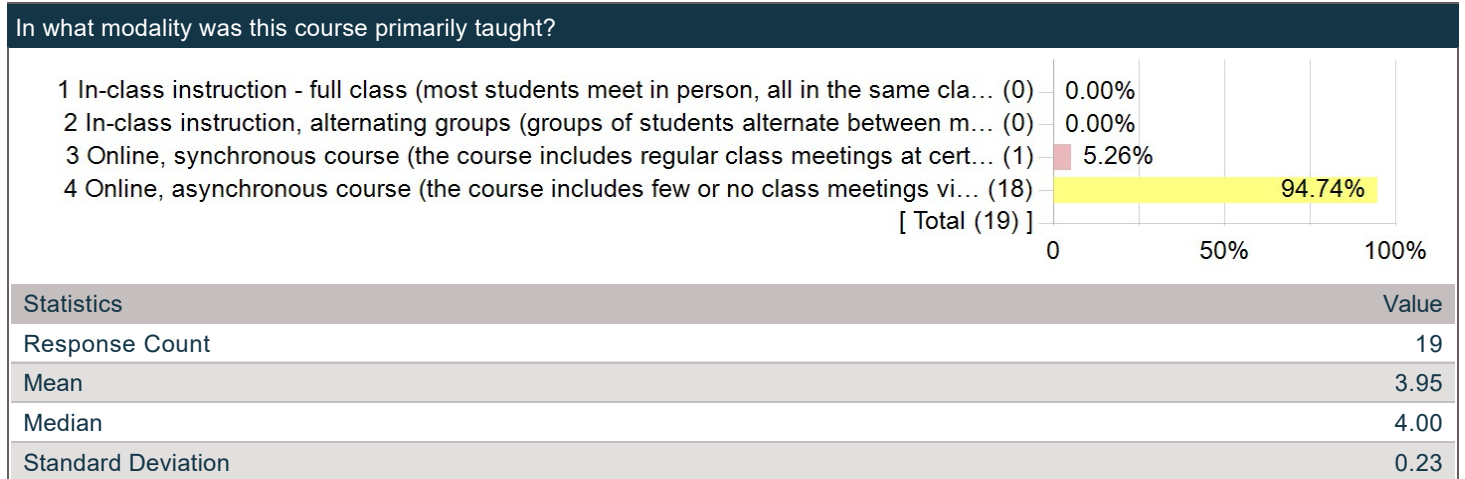 In what modality was this course primarily taught?
1 In-class instruction - full class (most students meet in person, all in the same cla... (0) 0.00%
2 In-class instruction, alternating groups (groups of students alternate between m... (0) 0.00%
3 Online, synchronous course (the course includes regular class meetings at cert... (1) 5.26%
4 Online, asynchronous course (the course includes few or no class meetings vi... (18) 94.74%
[ Total (19) ]
0 50% 100%
Statistics Value
Response Count 19
Mean 3.95
Median 4.00
Standard Deviation 0.23